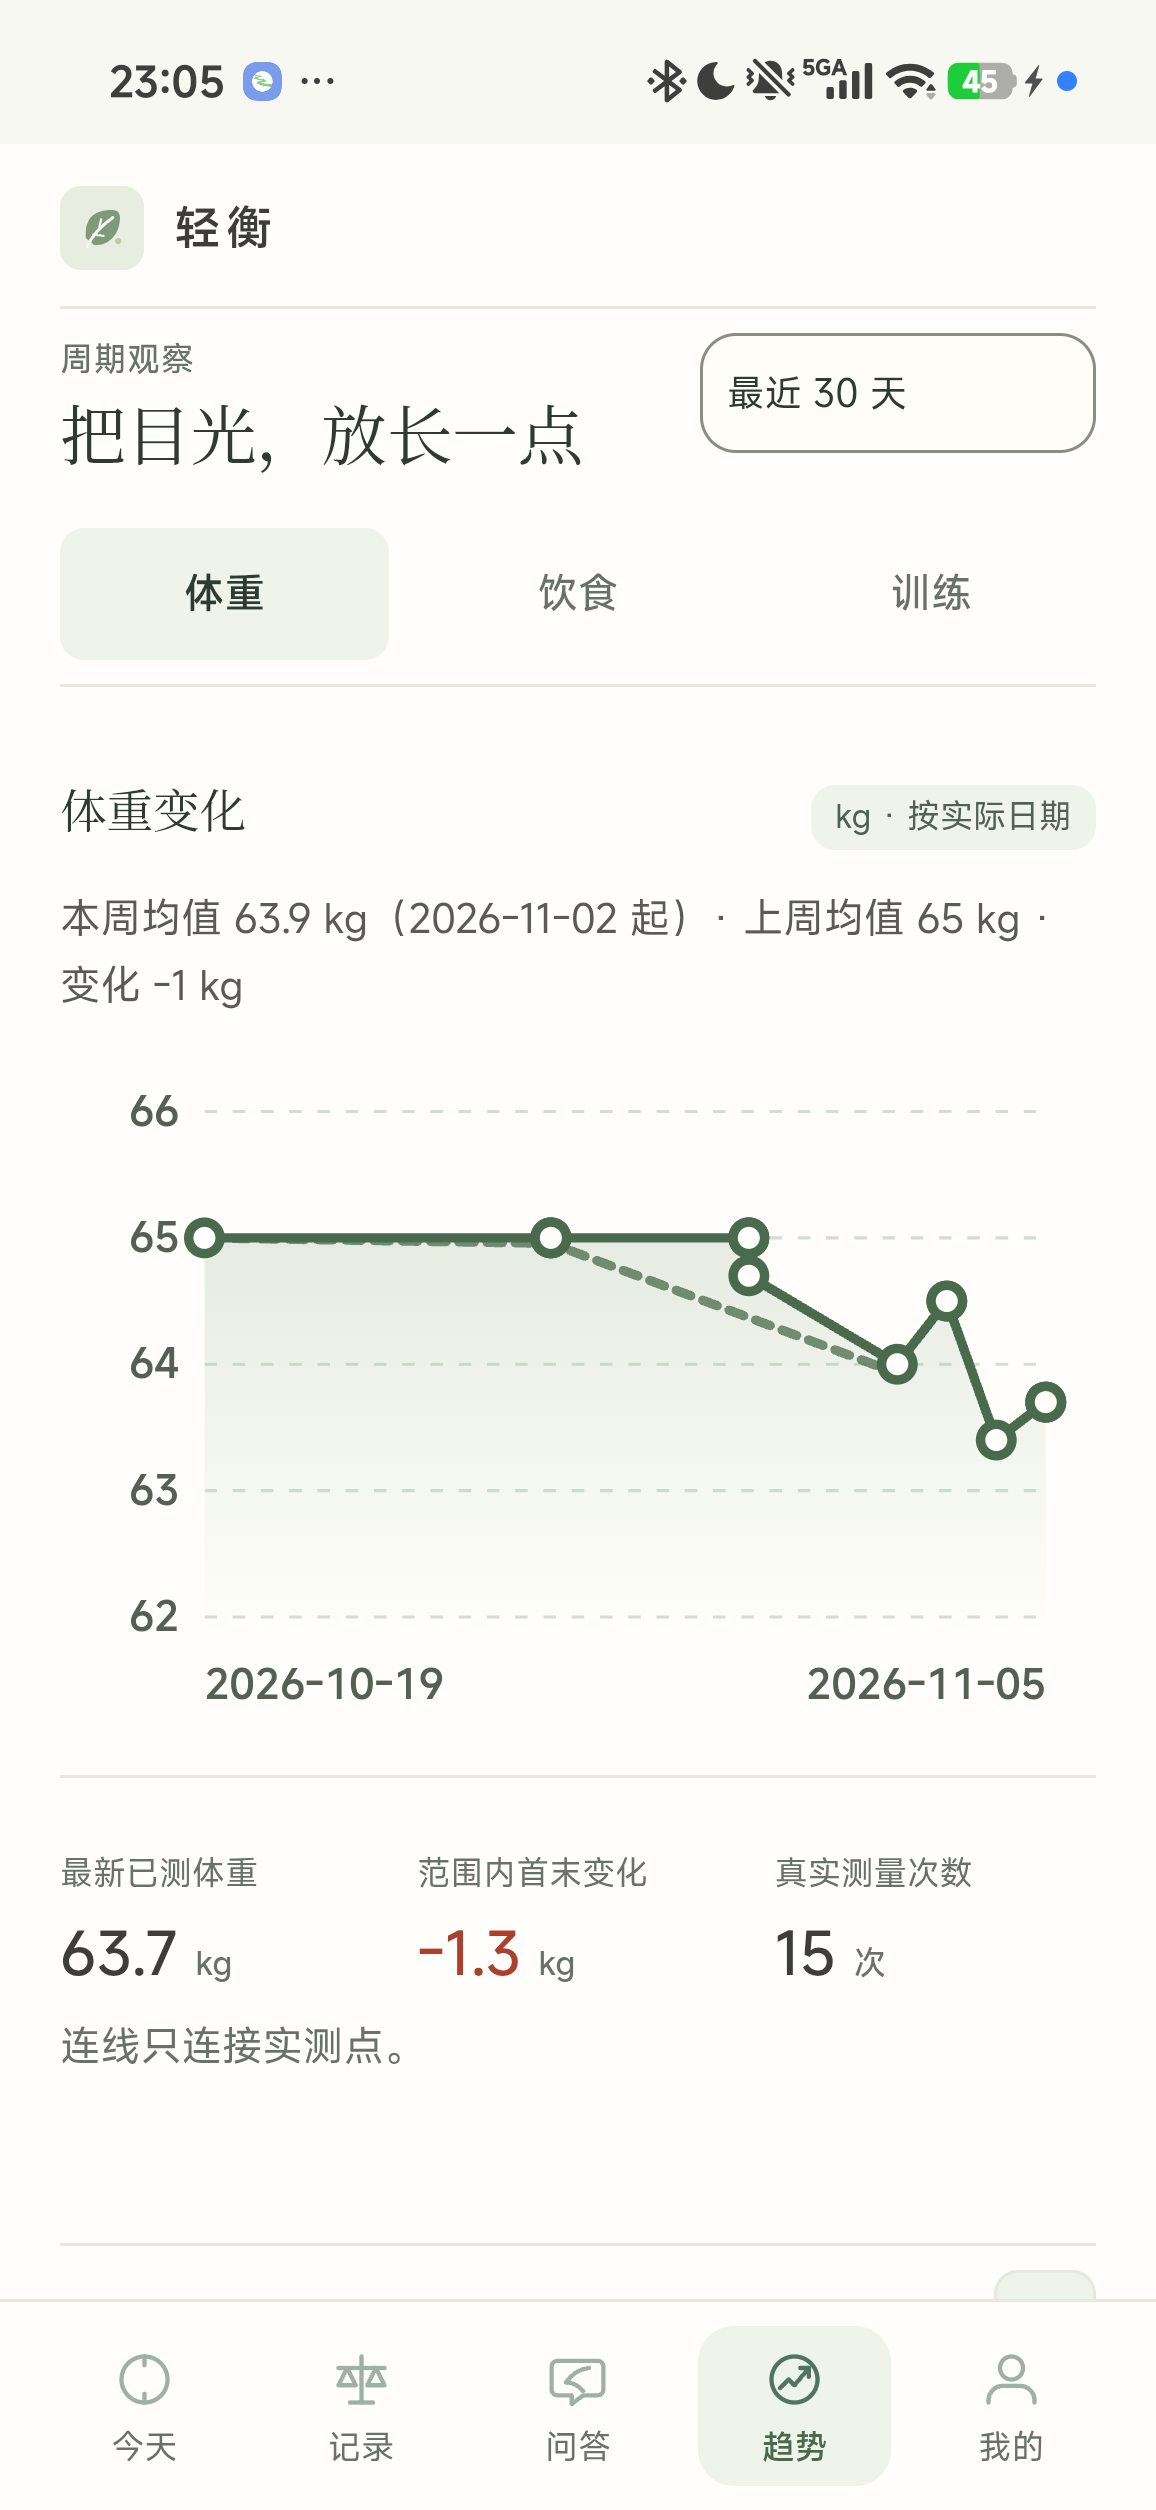 23:05 ···
5GA 45
轻衡
周期观察
把目光，放长一点
最近 30 天
体重 饮食 训练
体重变化
kg · 按实际日期
本周均值 63.9 kg（2026-11-02 起） · 上周均值 65 kg ·
变化 -1 kg
66
65
64
63
62
2026-10-19 2026-11-05
最新已测体重 范围内首末变化 真实测量次数
63.7 kg -1.3 kg 15 次
连线只连接实测点。
今天 记录 问答 趋势 我的